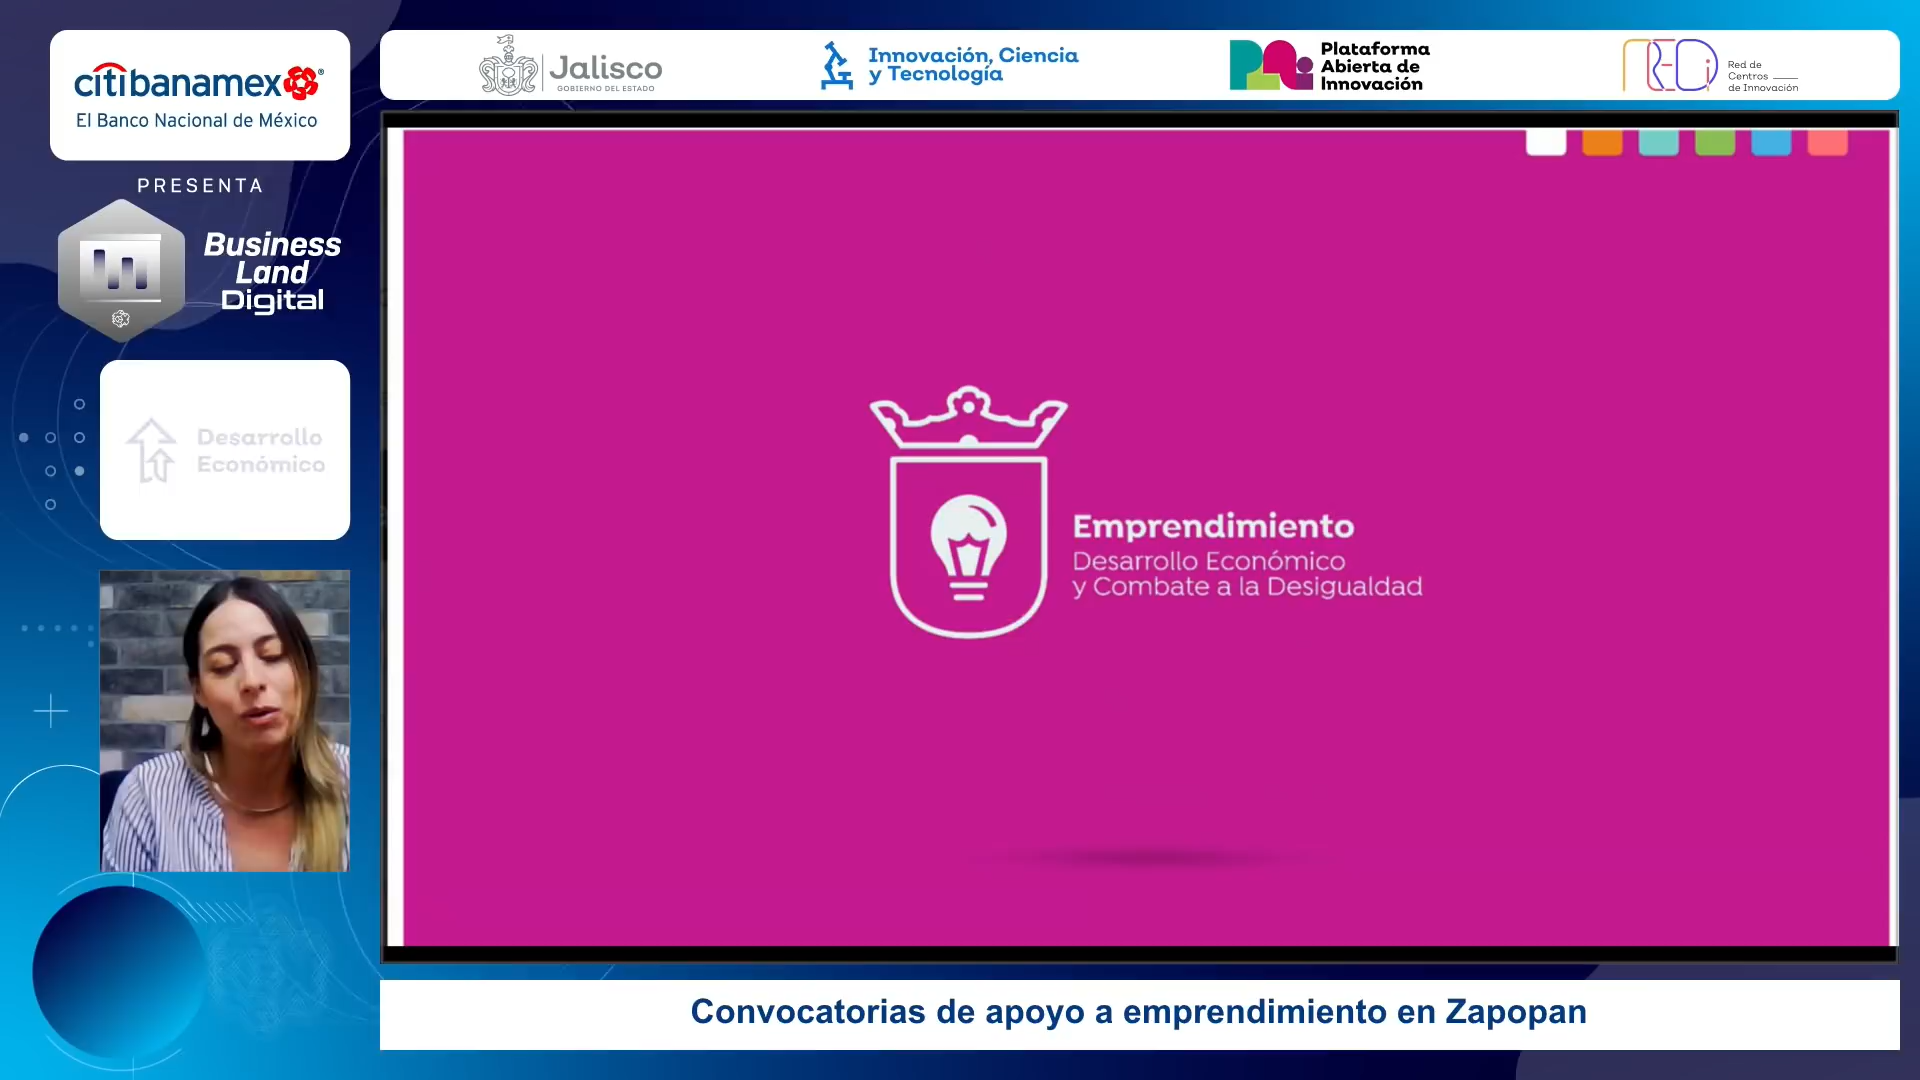 citibanamex®
El Banco Nacional de México
PRESENTA
Business
Land
Digital
Desarrollo
Económico
Jalisco
GOBIERNO DEL ESTADO
Innovación, Ciencia
y Tecnología
PLAi
Plataforma
Abierta de
Innovación
REDi
Red de
Centros
de Innovación
Emprendimiento
Desarrollo Económico
y Combate a la Desigualdad
Convocatorias de apoyo a emprendimiento en Zapopan